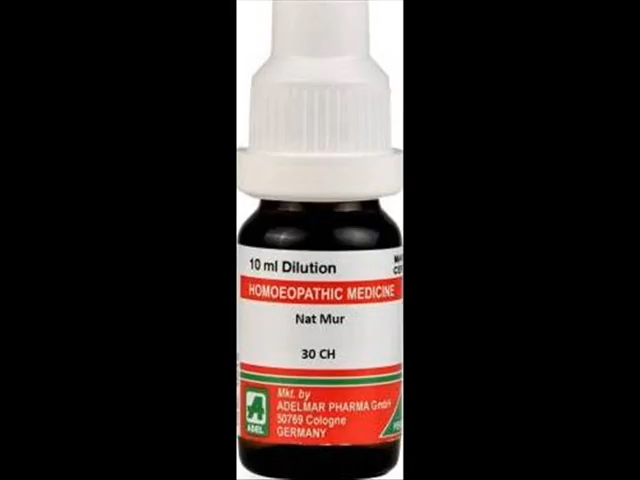 10 ml Dilution
HOMOEOPATHIC MEDICINE
Nat Mur
30 CH
Mkt. by
ADELMAR PHARMA GmbH
50769 Cologne
GERMANY
ADEL